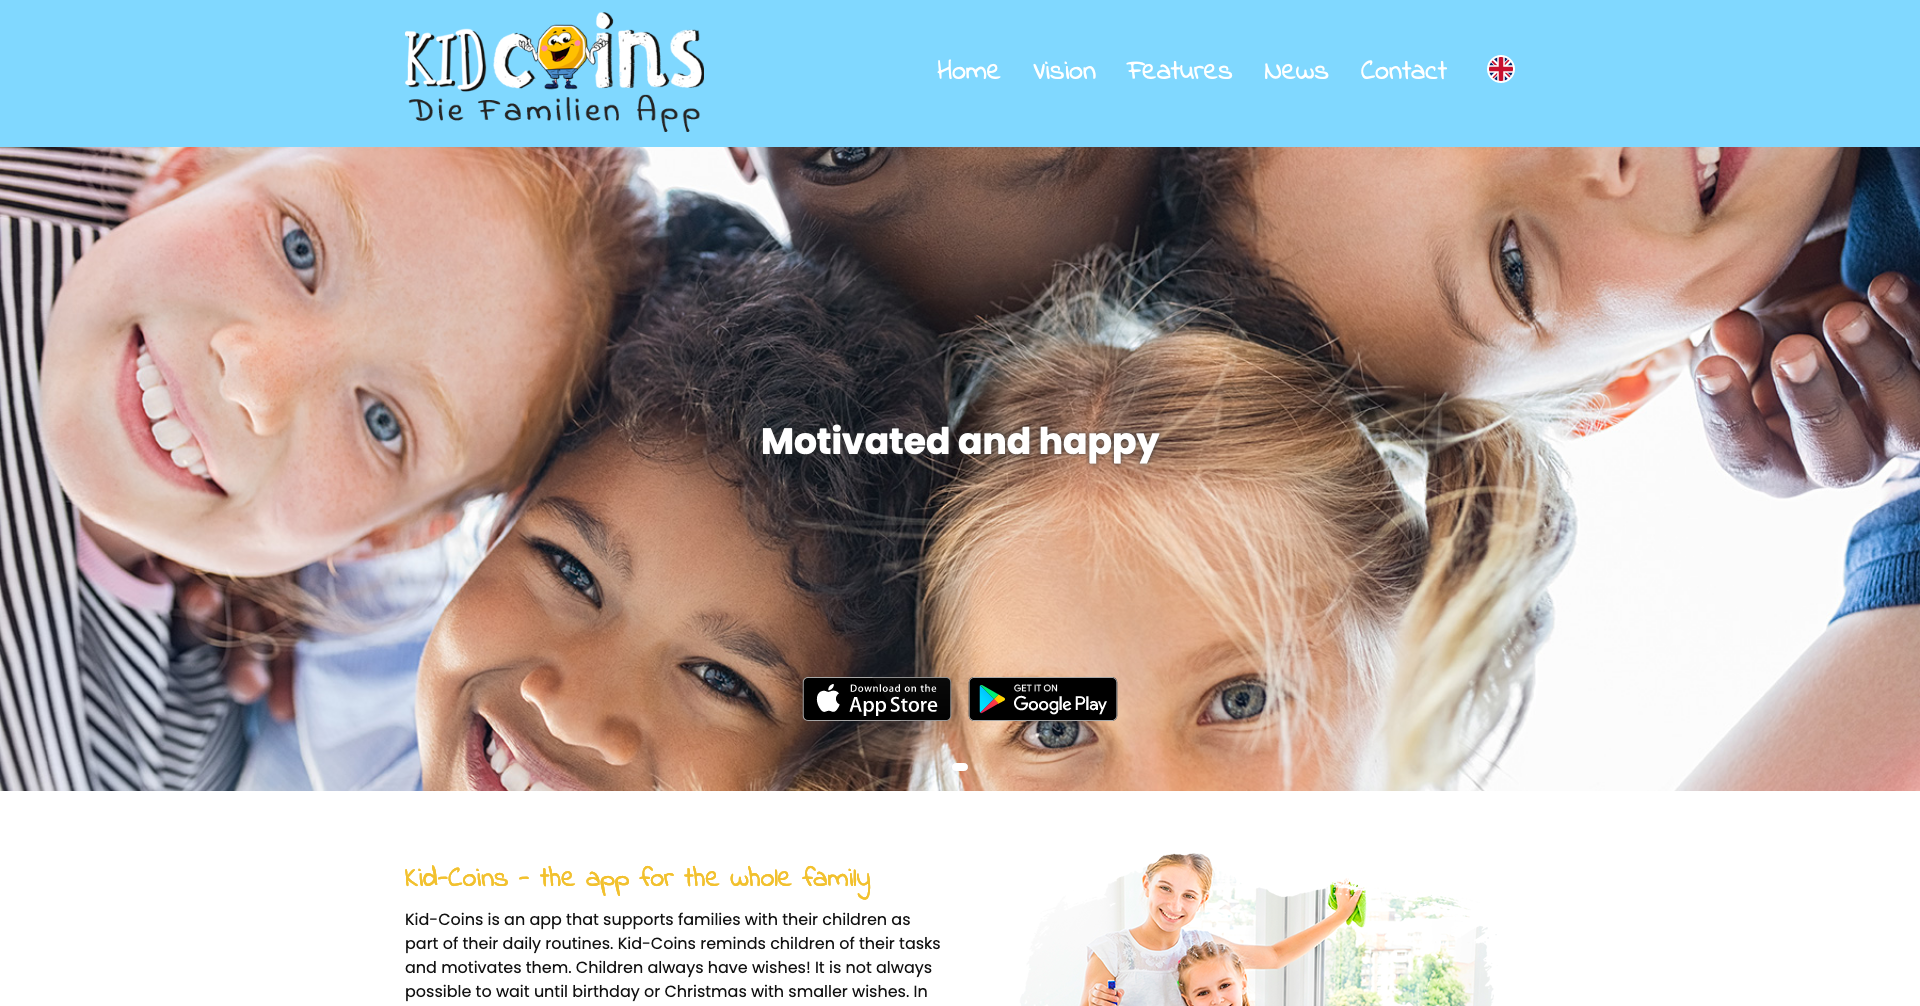 KIDcoins
Die Familien App
Home Vision Features News Contact
Motivated and happy
Download on the
App Store
GET IT ON
Google Play
Kid-Coins - the app for the whole family
Kid-Coins is an app that supports families with their children as
part of their daily routines. Kid-Coins reminds children of their tasks
and motivates them. Children always have wishes! It is not always
possible to wait until birthday or Christmas with smaller wishes. In